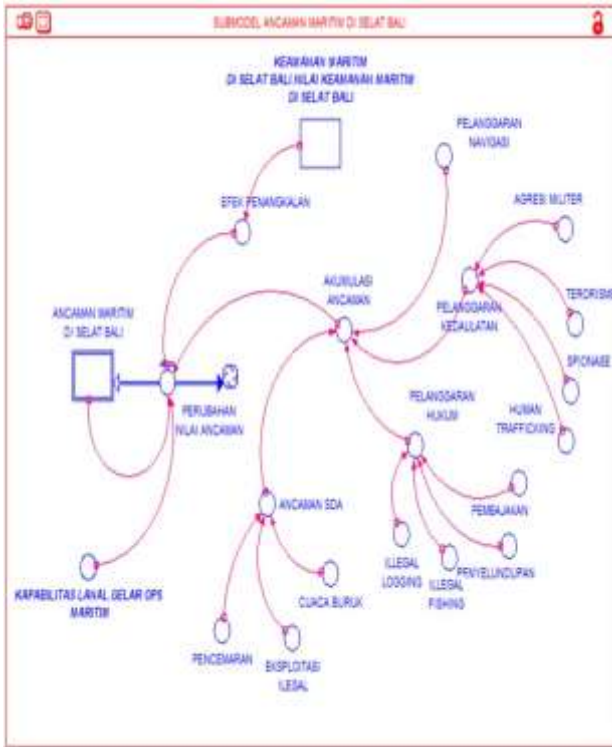 SUBMODEL ANCAMAN MARITIM DI SELAT BALI
KEAMANAN MARITIM
DI SELAT BALI NILAI KEAMANAN MARITIM
DI SELAT BALI
PELANGGARAN
NAVIGASI
EFEK PENANGKALAN
AGRESI MILITER
AKUMULASI
ANCAMAN
PELANGGARAN
KEDAULATAN
TERORISME
ANCAMAN MARITIM
DI SELAT BALI
SPIONASE
PERUBAHAN
NILAI ANCAMAN
PELANGGARAN
HUKUM
HUMAN
TRAFFICKING
ANCAMAN SDA
PEMBAJAKAN
ILLEGAL
LOGGING
ILLEGAL
FISHING
PENYELUNDUPAN
KAPABILITAS LANAL GELAR OPS
MARITIM
CUACA BURUK
PENCEMARAN
EKSPLOITASI
ILEGAL